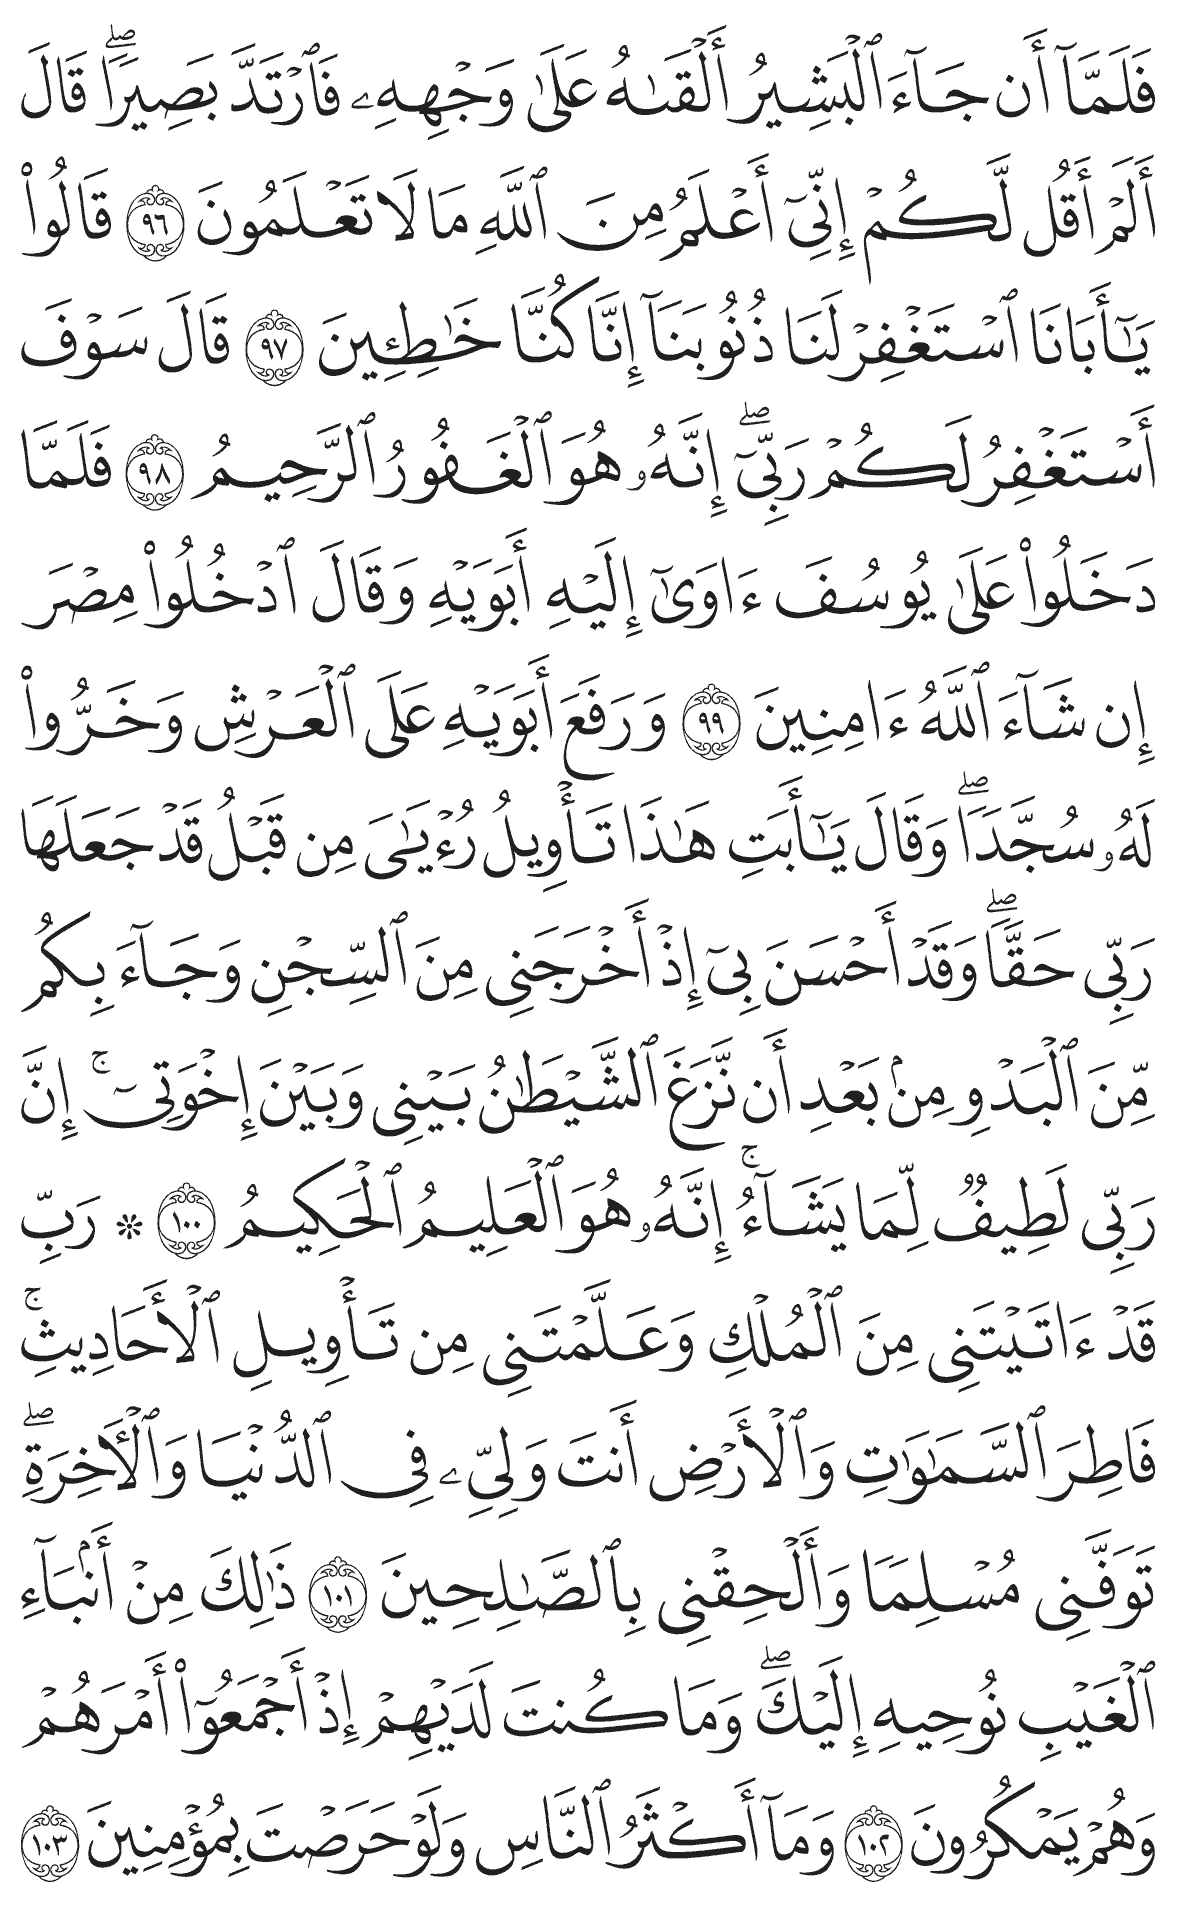 فَلَمَّآ أَن جَآءَ ٱلْبَشِيرُ أَلْقَىٰهُ عَلَىٰ وَجْهِهِۦ فَٱرْتَدَّ بَصِيرًا ۖ قَالَ
أَلَمْ أَقُل لَّكُمْ إِنِّىٓ أَعْلَمُ مِنَ ٱللَّهِ مَا لَا تَعْلَمُونَ ٩٦ قَالُوا۟
يَـٰٓأَبَانَا ٱسْتَغْفِرْ لَنَا ذُنُوبَنَآ إِنَّا كُنَّا خَـٰطِـِٔينَ ٩٧ قَالَ سَوْفَ
أَسْتَغْفِرُ لَكُمْ رَبِّىٓ ۖ إِنَّهُۥ هُوَ ٱلْغَفُورُ ٱلرَّحِيمُ ٩٨ فَلَمَّا
دَخَلُوا۟ عَلَىٰ يُوسُفَ ءَاوَىٰٓ إِلَيْهِ أَبَوَيْهِ وَقَالَ ٱدْخُلُوا۟ مِصْرَ
إِن شَآءَ ٱللَّهُ ءَامِنِينَ ٩٩ وَرَفَعَ أَبَوَيْهِ عَلَى ٱلْعَرْشِ وَخَرُّوا۟
لَهُۥ سُجَّدًا ۖ وَقَالَ يَـٰٓأَبَتِ هَـٰذَا تَأْوِيلُ رُءْيَـٰىَ مِن قَبْلُ قَدْ جَعَلَهَا
رَبِّى حَقًّا ۖ وَقَدْ أَحْسَنَ بِىٓ إِذْ أَخْرَجَنِى مِنَ ٱلسِّجْنِ وَجَآءَ بِكُم
مِّنَ ٱلْبَدْوِ مِنۢ بَعْدِ أَن نَّزَغَ ٱلشَّيْطَـٰنُ بَيْنِى وَبَيْنَ إِخْوَتِىٓ ۚ إِنَّ
رَبِّى لَطِيفٌ لِّمَا يَشَآءُ ۚ إِنَّهُۥ هُوَ ٱلْعَلِيمُ ٱلْحَكِيمُ ١٠٠ ۞ رَبِّ
قَدْ ءَاتَيْتَنِى مِنَ ٱلْمُلْكِ وَعَلَّمْتَنِى مِن تَأْوِيلِ ٱلْأَحَادِيثِ ۚ
فَاطِرَ ٱلسَّمَـٰوَٰتِ وَٱلْأَرْضِ أَنتَ وَلِىِّۦ فِى ٱلدُّنْيَا وَٱلْـَٔاخِرَةِ ۖ
تَوَفَّنِى مُسْلِمًا وَأَلْحِقْنِى بِٱلصَّـٰلِحِينَ ١٠١ ذَٰلِكَ مِنْ أَنۢبَآءِ
ٱلْغَيْبِ نُوحِيهِ إِلَيْكَ ۖ وَمَا كُنتَ لَدَيْهِمْ إِذْ أَجْمَعُوٓا۟ أَمْرَهُمْ
وَهُمْ يَمْكُرُونَ ١٠٢ وَمَآ أَكْثَرُ ٱلنَّاسِ وَلَوْ حَرَصْتَ بِمُؤْمِنِينَ ١٠٣